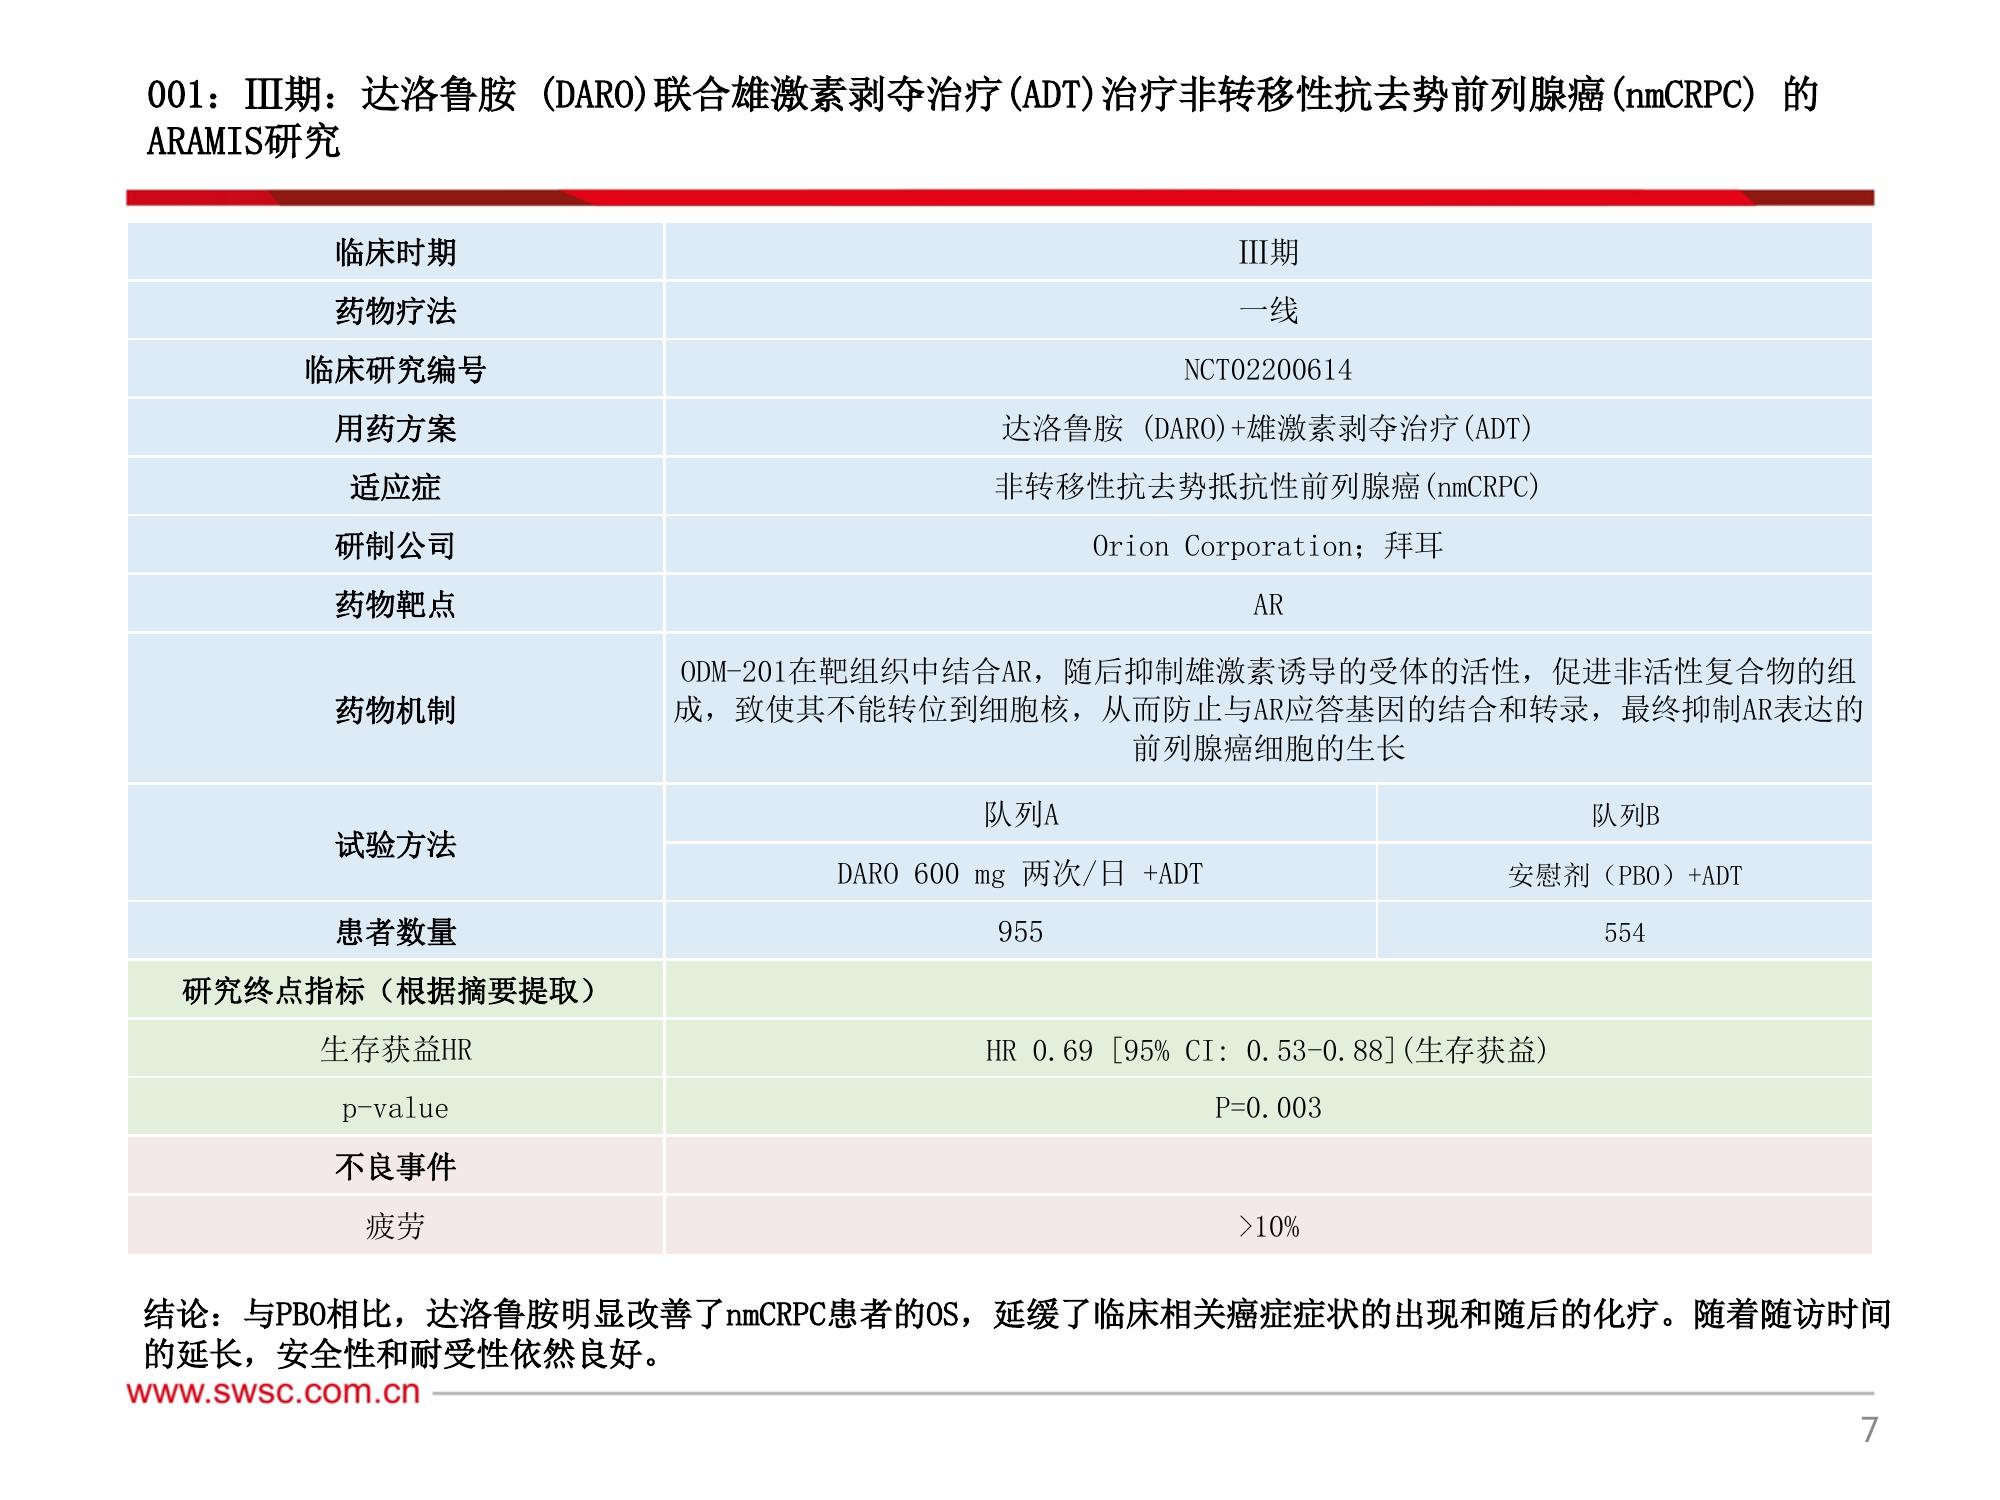 001：Ⅲ期：达洛鲁胺 (DARO)联合雄激素剥夺治疗(ADT)治疗非转移性抗去势前列腺癌(nmCRPC) 的
ARAMIS研究
临床时期 Ⅲ期
药物疗法 一线
临床研究编号 NCT02200614
用药方案 达洛鲁胺 (DARO)+雄激素剥夺治疗(ADT)
适应症 非转移性抗去势抵抗性前列腺癌(nmCRPC)
研制公司 Orion Corporation；拜耳
药物靶点 AR
药物机制
ODM-201在靶组织中结合AR，随后抑制雄激素诱导的受体的活性，促进非活性复合物的组
成，致使其不能转位到细胞核，从而防止与AR应答基因的结合和转录，最终抑制AR表达的
前列腺癌细胞的生长
试验方法
队列A 队列B
DARO 600 mg 两次/日 +ADT 安慰剂（PBO）+ADT
患者数量 955 554
研究终点指标（根据摘要提取）
生存获益HR HR 0.69 [95% CI: 0.53-0.88](生存获益)
p-value P=0.003
不良事件
疲劳 >10%
结论：与PBO相比，达洛鲁胺明显改善了nmCRPC患者的OS，延缓了临床相关癌症症状的出现和随后的化疗。随着随访时间
的延长，安全性和耐受性依然良好。
www.swsc.com.cn
7